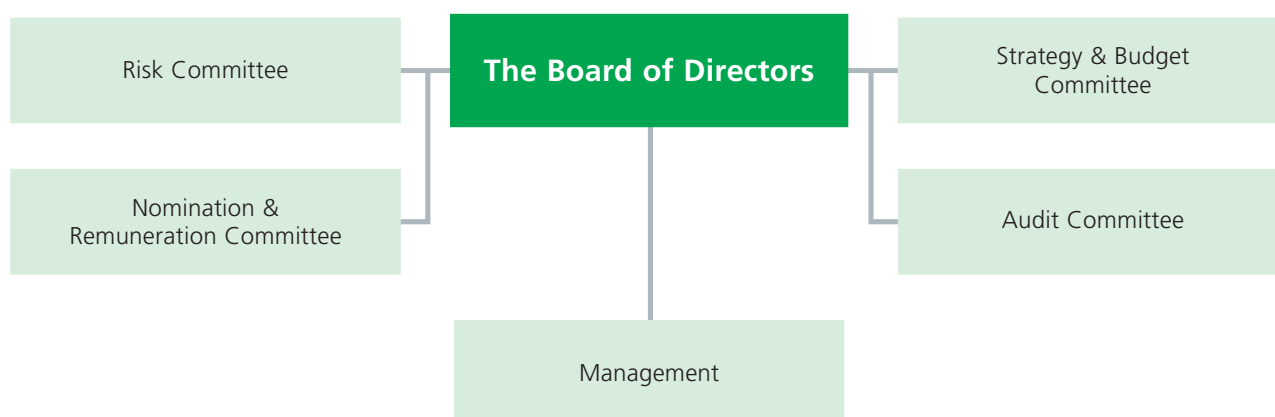 Risk Committee
The Board of Directors
Strategy & Budget
Committee
Nomination &
Remuneration Committee
Audit Committee
Management